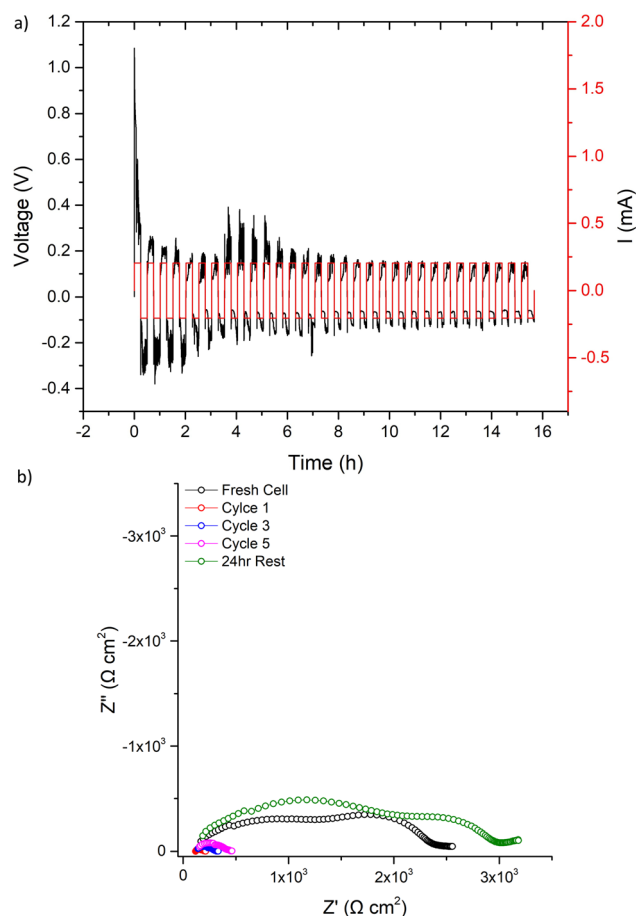 a)
1.2
1.0
0.8
0.6
0.4
0.2
0.0
-0.2
-0.4
Voltage (V)
2.0
1.5
1.0
0.5
0.0
-0.5
I (mA)
-2 0 2 4 6 8 10 12 14 16
Time (h)
b)
Fresh Cell
Cylce 1
Cycle 3
Cycle 5
24hr Rest
-3x10³
-2x10³
-1x10³
0
Z'' (Ω cm²)
0 1x10³ 2x10³ 3x10³
Z' (Ω cm²)